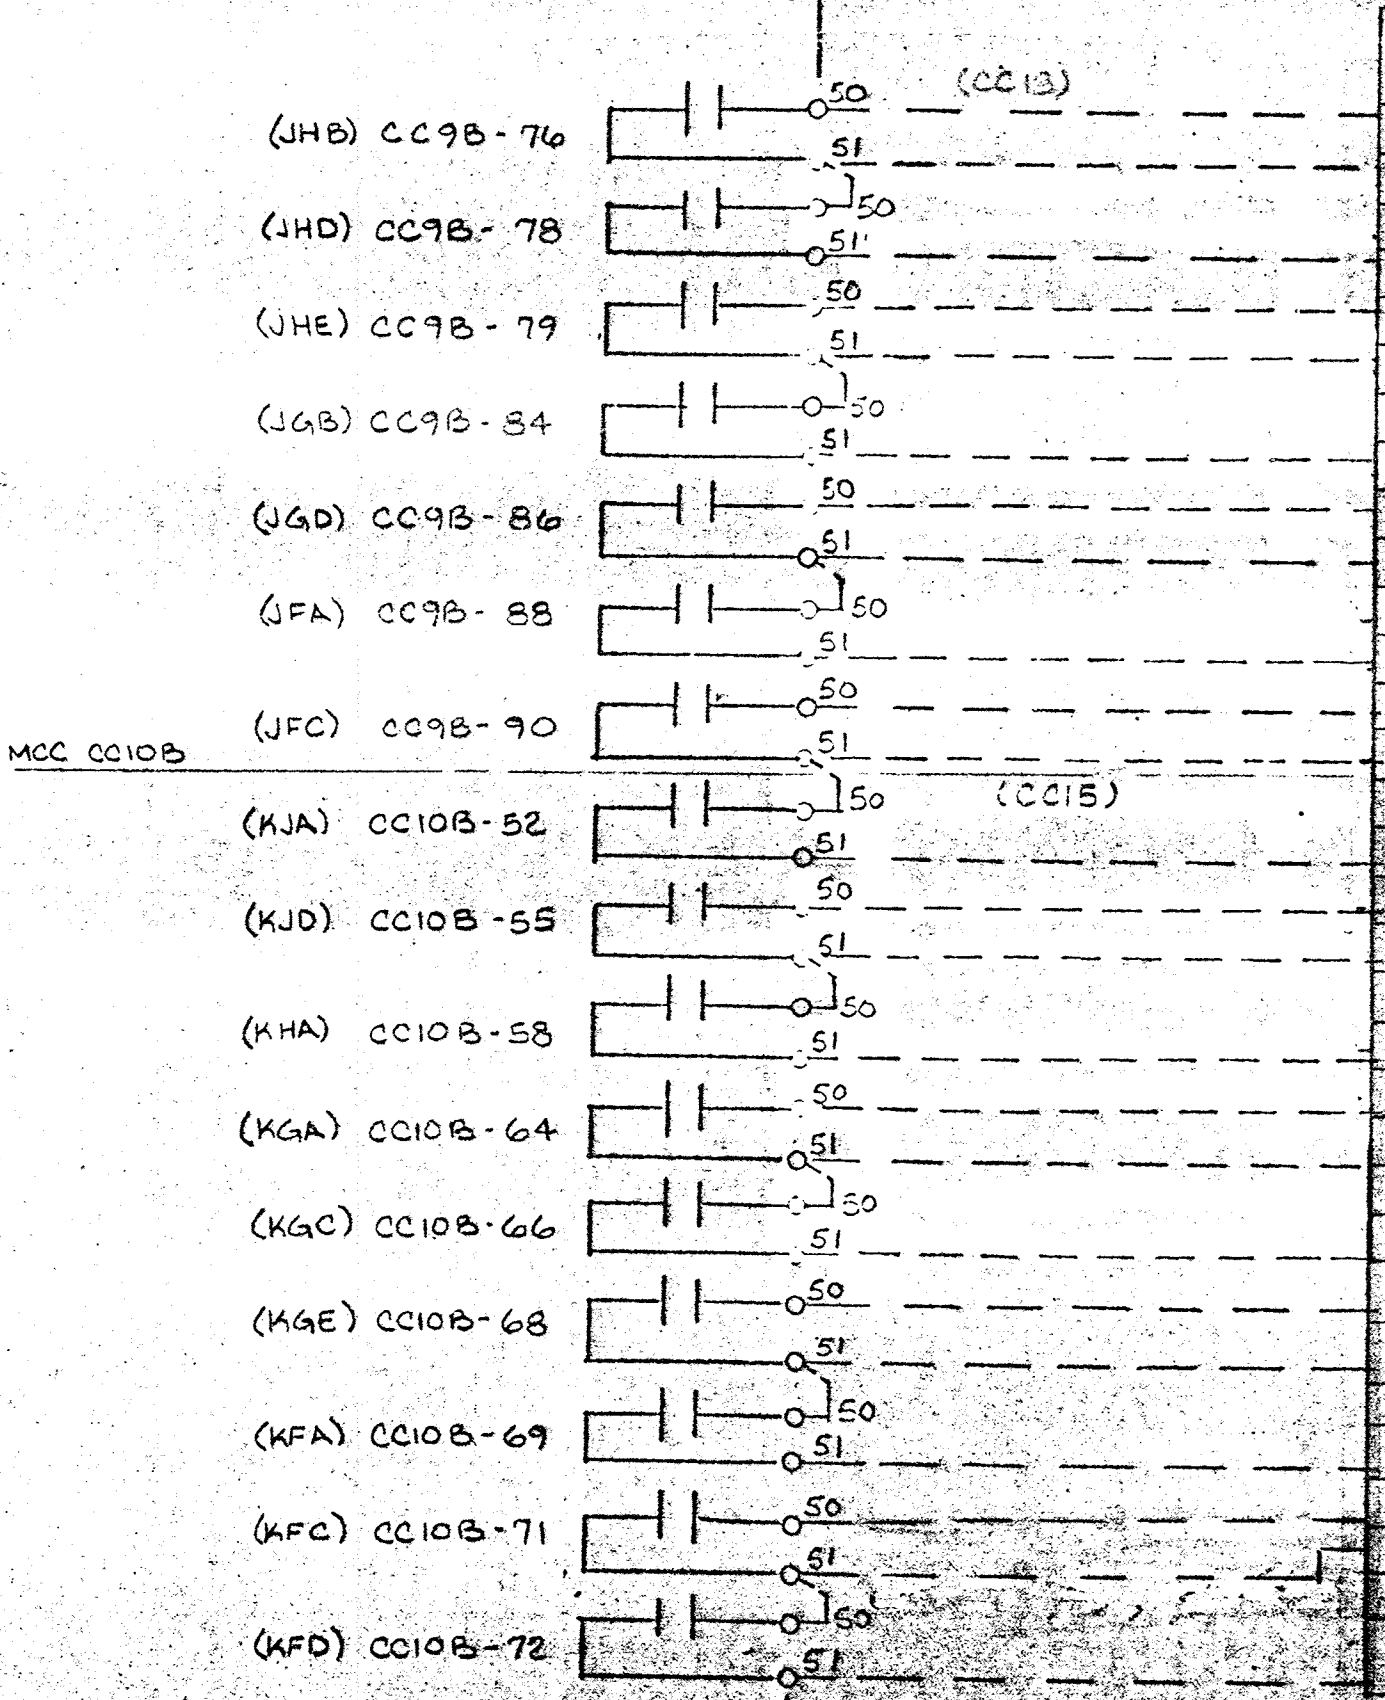 (CC13)
50
(JHB) CC9B-76
51
50
(JHD) CC9B-78
51
50
(JHE) CC9B-79
51
50
(JGB) CC9B-84
51
50
(JGD) CC9B-86
51
50
(JFA) CC9B-88
51
50
(JFC) CC9B-90
51
MCC CC10B
(CC15)
50
(KJA) CC10B-52
51
50
(KJD) CC10B-55
51
50
(KHA) CC10B-58
51
50
(KGA) CC10B-64
51
50
(KGC) CC10B-66
51
50
(KGE) CC10B-68
51
50
(KFA) CC10B-69
51
50
(KFC) CC10B-71
51
50
(KFD) CC10B-72
51